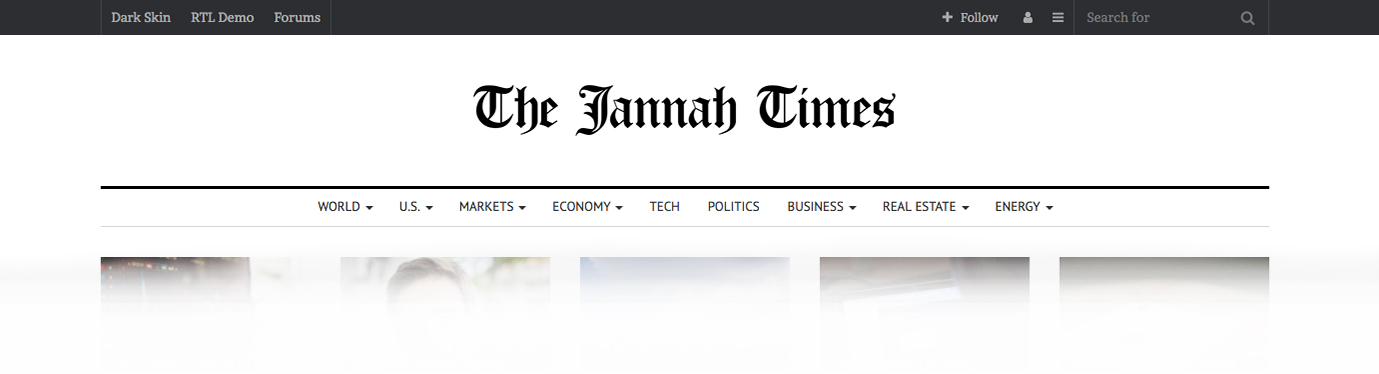 Dark Skin RTL Demo Forums Follow Search for
The Jannah Times
WORLD U.S. MARKETS ECONOMY TECH POLITICS BUSINESS REAL ESTATE ENERGY